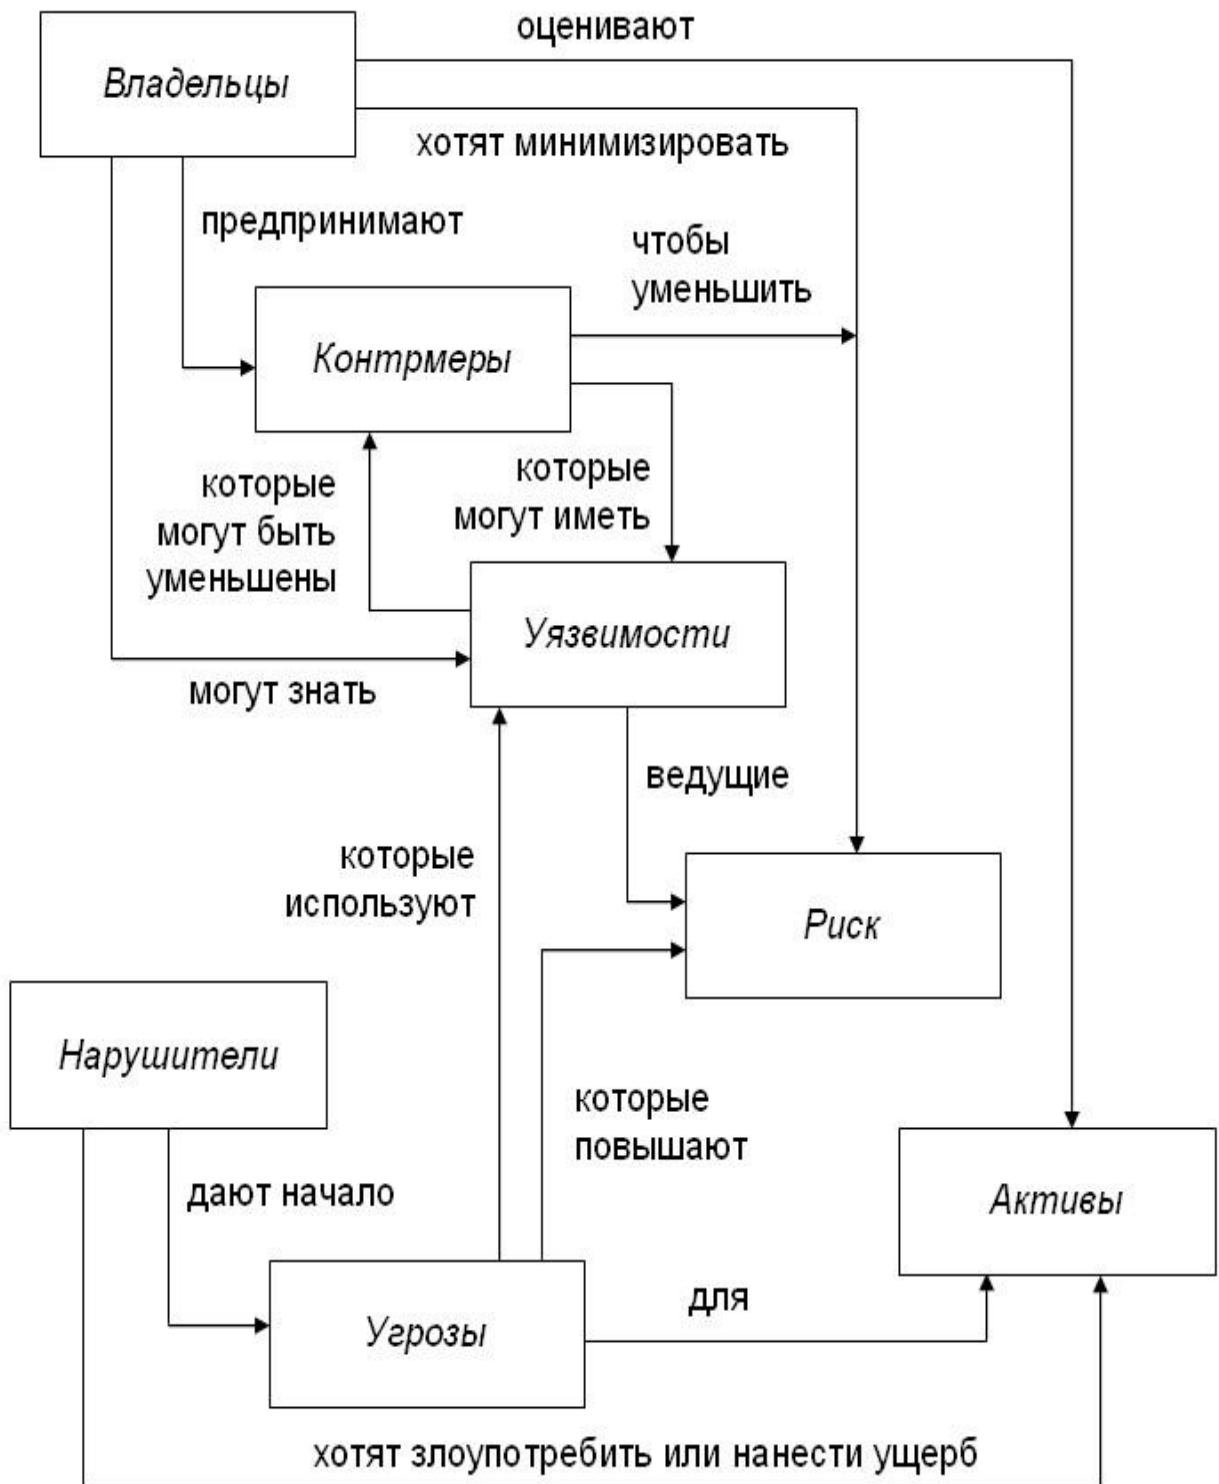 оценивают
Владельцы
хотят минимизировать
предпринимают
чтобы
уменьшить
Контрмеры
которые
могут быть
уменьшены
которые
могут иметь
Уязвимости
могут знать
ведущие
которые
используют
Риск
Нарушители
которые
повышают
дают начало
Активы
для
Угрозы
хотят злоупотребить или нанести ущерб